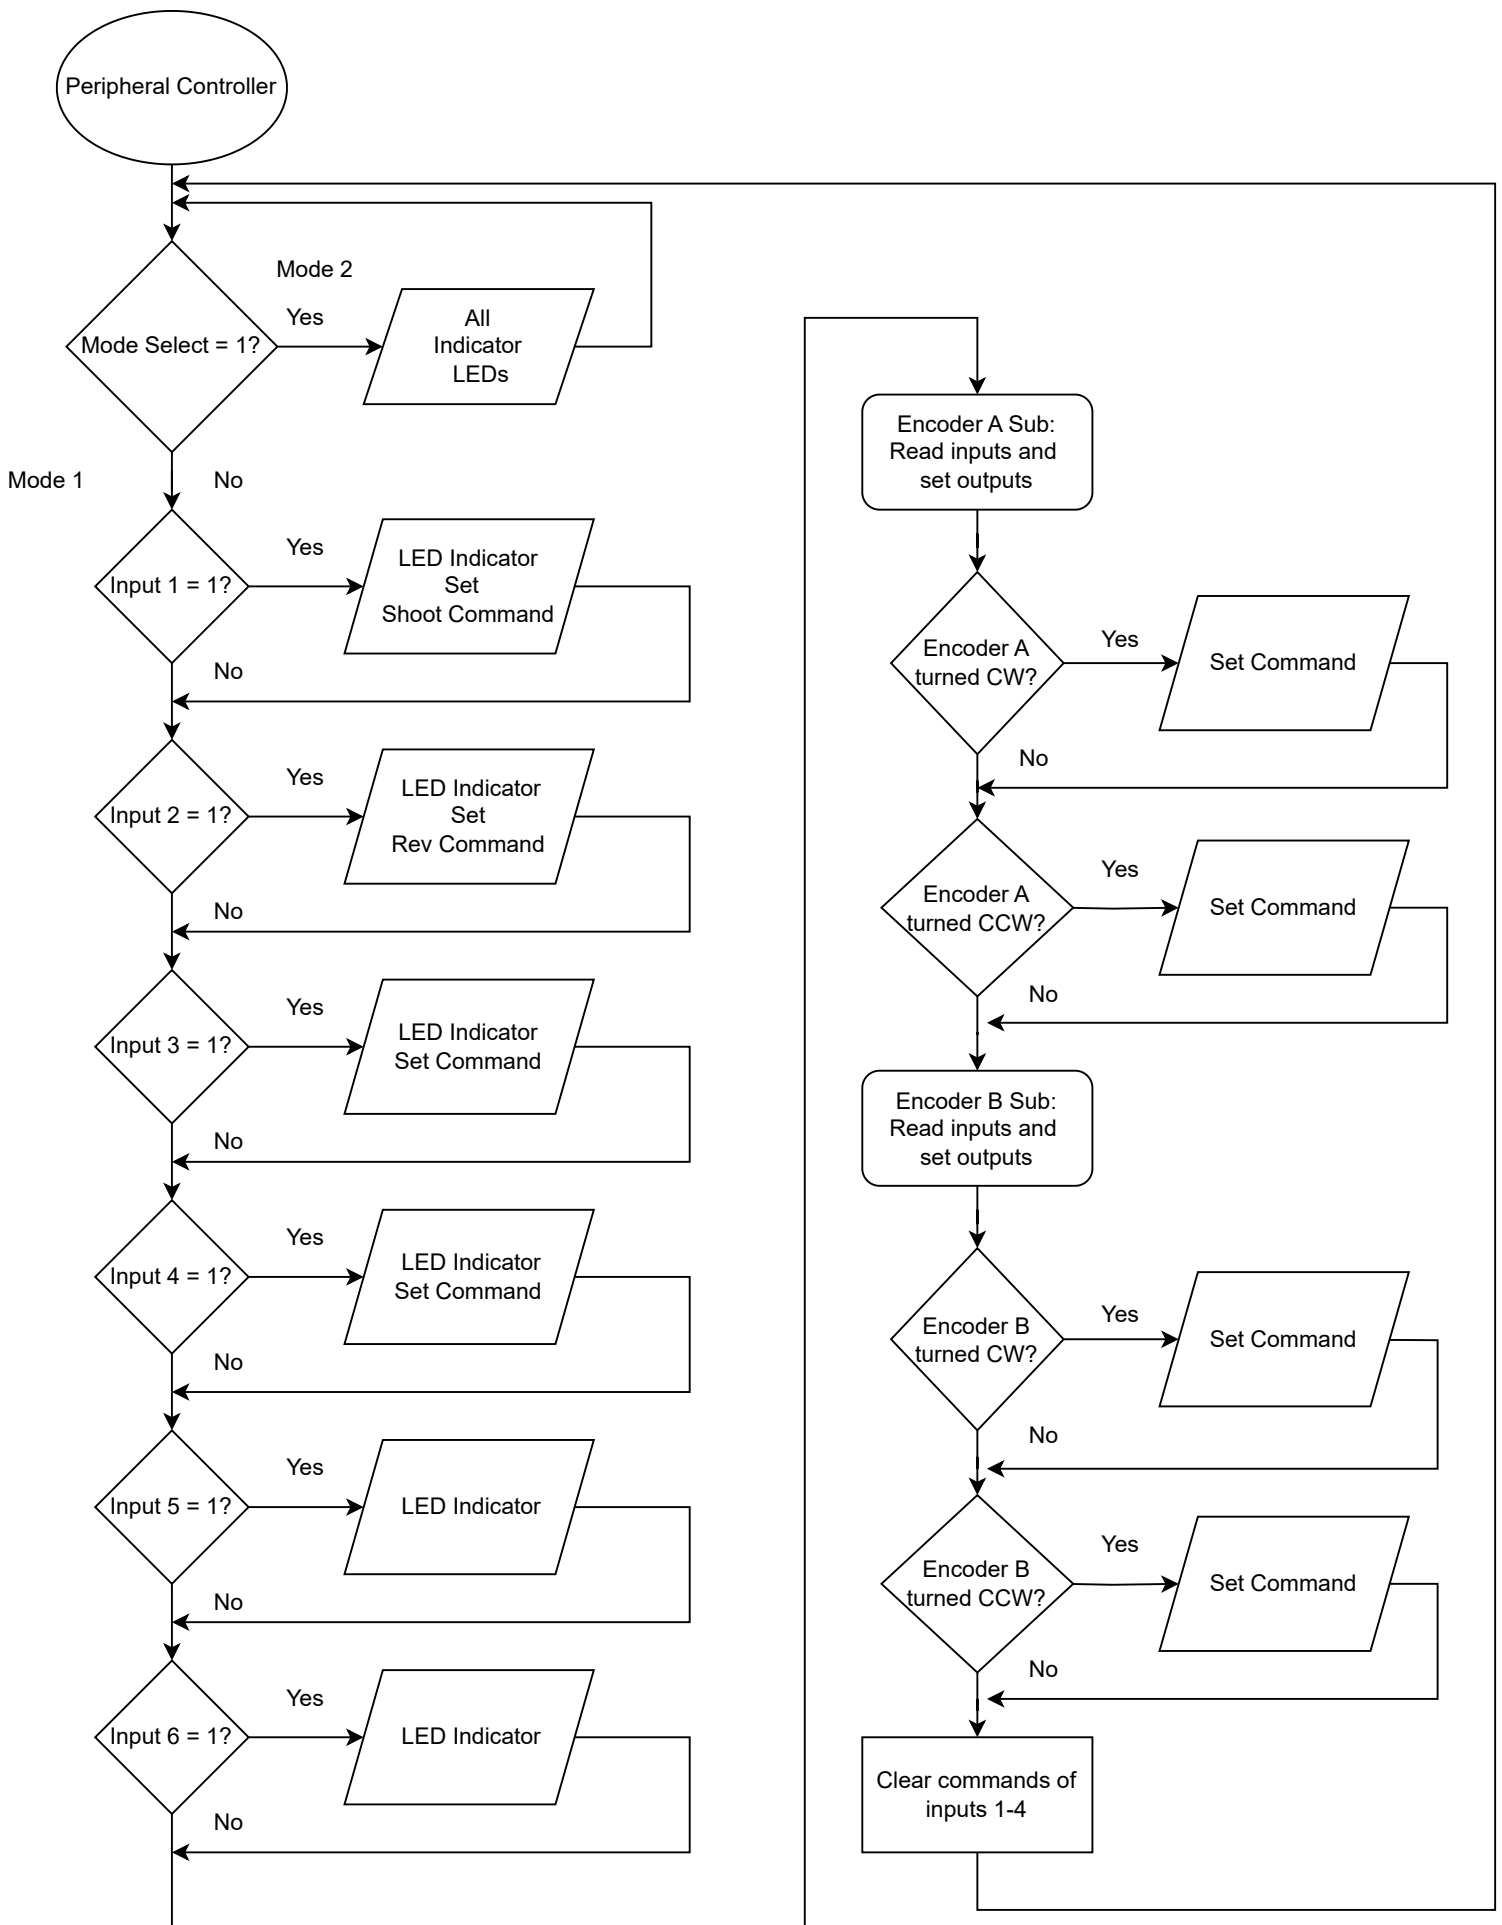 Peripheral Controller
Mode 2
Yes
Mode Select = 1?
All
Indicator
LEDs
Mode 1
No
Yes
Input 1 = 1?
LED Indicator
Set
Shoot Command
No
Yes
Input 2 = 1?
LED Indicator
Set
Rev Command
No
Yes
Input 3 = 1?
LED Indicator
Set Command
No
Yes
Input 4 = 1?
LED Indicator
Set Command
No
Yes
Input 5 = 1?
LED Indicator
No
Yes
Input 6 = 1?
LED Indicator
No
Encoder A Sub:
Read inputs and
set outputs
Encoder A
turned CW?
Yes
Set Command
No
Encoder A
turned CCW?
Yes
Set Command
No
Encoder B Sub:
Read inputs and
set outputs
Encoder B
turned CW?
Yes
Set Command
No
Encoder B
turned CCW?
Yes
Set Command
No
Clear commands of
inputs 1-4